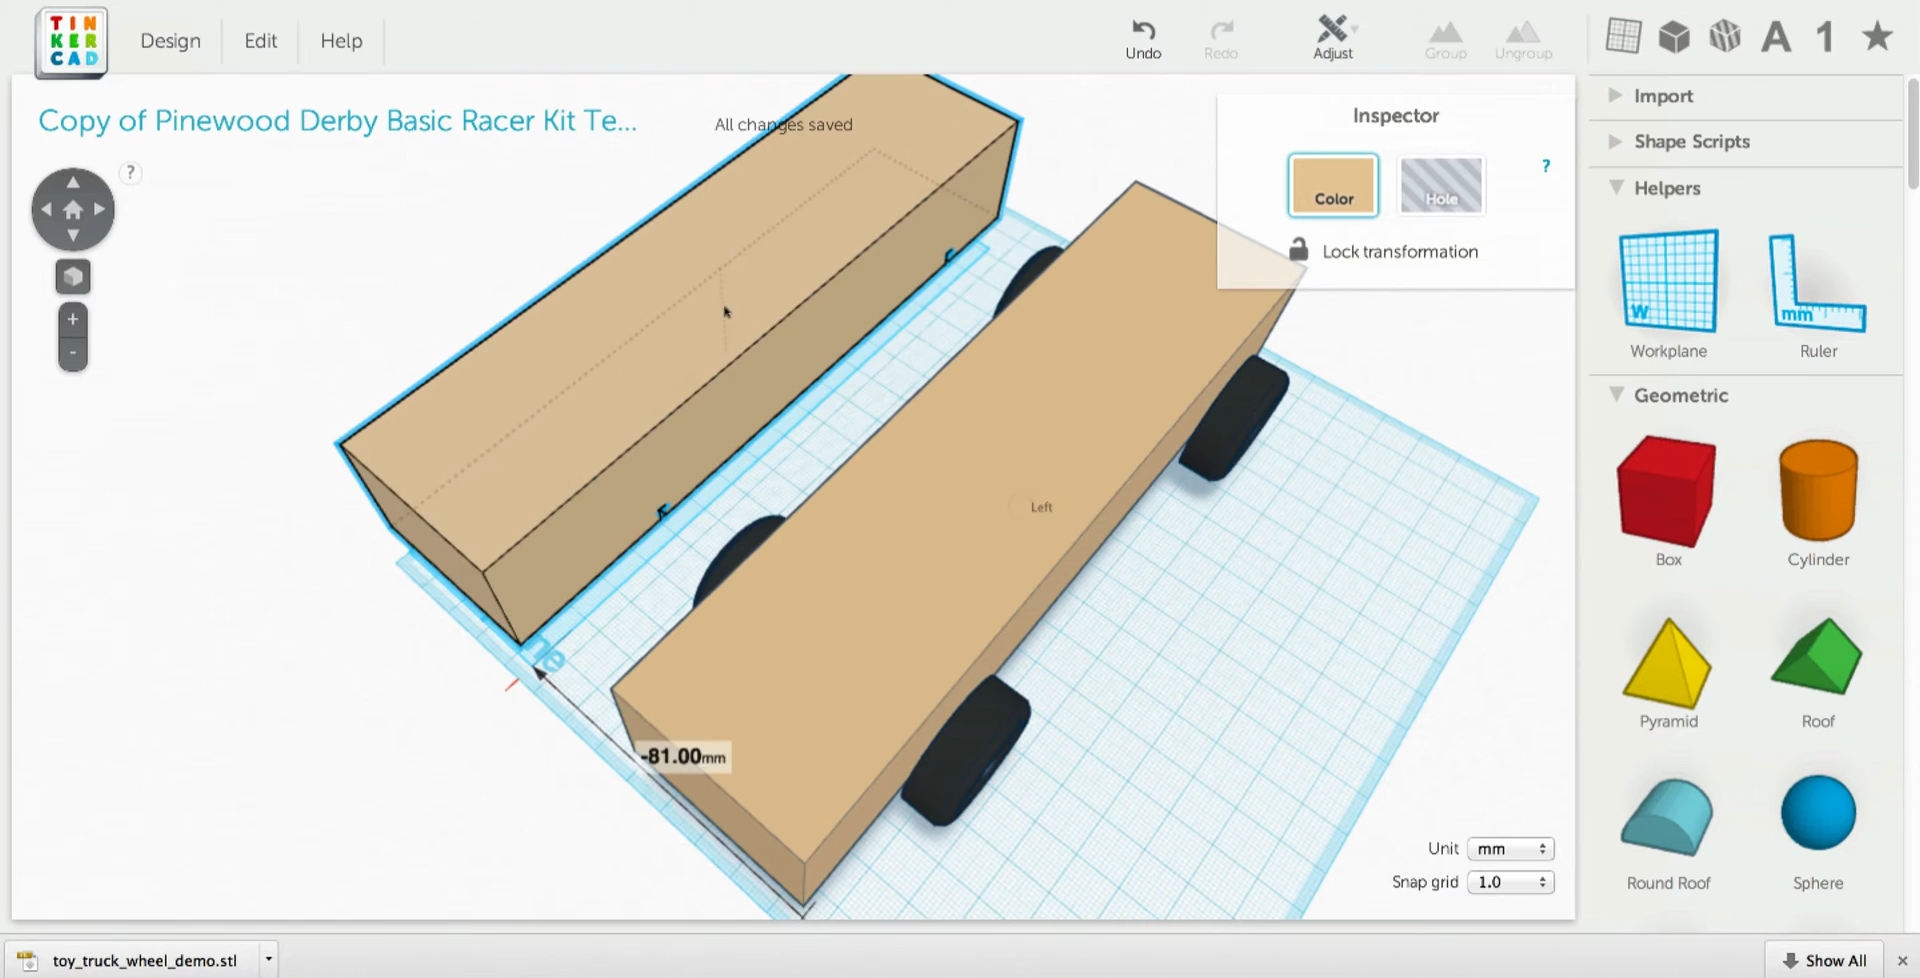 TIN
KER
CAD
Design
Edit
Help
Undo
Redo
Adjust
Group
Ungroup
A
1
Copy of Pinewood Derby Basic Racer Kit Te...
All changes saved
?
+
-
Inspector
Color
Hole
?
Lock transformation
Left
ne
-81.00mm
Unit mm
Snap grid 1.0
Import
Shape Scripts
Helpers
W
mm
Workplane
Ruler
Geometric
Box
Cylinder
Pyramid
Roof
Round Roof
Sphere
toy_truck_wheel_demo.stl
Show All